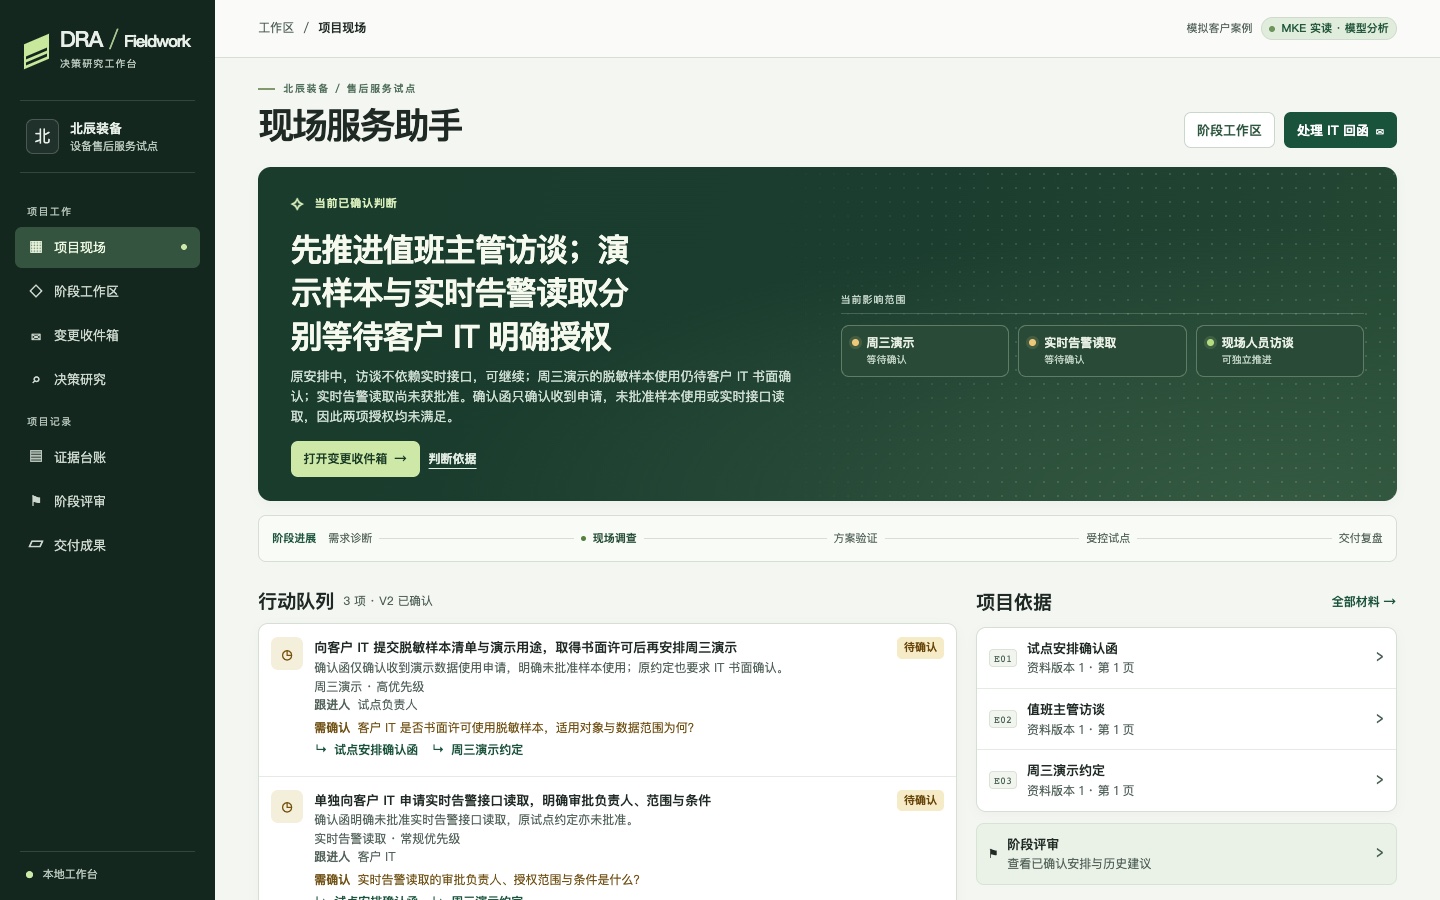 DRA / Fieldwork
决策研究工作台
北
北辰装备
设备售后服务试点
项目工作
项目现场
阶段工作区
变更收件箱
决策研究
项目记录
证据台账
阶段评审
交付成果
本地工作台
工作区 / 项目现场
模拟客户案例
MKE 实读 · 模型分析
北辰装备 / 售后服务试点
现场服务助手
阶段工作区
处理 IT 回函
当前已确认判断
先推进值班主管访谈；演
示样本与实时告警读取分
别等待客户 IT 明确授权
原安排中，访谈不依赖实时接口，可继续；周三演示的脱敏样本使用仍待客户 IT 书面确
认；实时告警读取尚未获批准。确认函只确认收到申请，未批准样本使用或实时接口读
取，因此两项授权均未满足。
打开变更收件箱 →
判断依据
当前影响范围
周三演示
等待确认
实时告警读取
等待确认
现场人员访谈
可独立推进
阶段进展
需求诊断
现场调查
方案验证
受控试点
交付复盘
行动队列
3 项 · V2 已确认
向客户 IT 提交脱敏样本清单与演示用途，取得书面许可后再安排周三演示
待确认
确认函仅确认收到演示数据使用申请，明确未批准样本使用；原约定也要求 IT 书面确认。
周三演示 · 高优先级
跟进人 试点负责人
需确认 客户 IT 是否书面许可使用脱敏样本，适用对象与数据范围为何?
↳ 试点安排确认函 ↳ 周三演示约定
单独向客户 IT 申请实时告警接口读取，明确审批负责人、范围与条件
待确认
确认函明确未批准实时告警接口读取，原试点约定亦未批准。
实时告警读取 · 常规优先级
跟进人 客户 IT
需确认 实时告警读取的审批负责人、授权范围与条件是什么?
↳ 试点安排确认函 ↳ 周三演示约定
项目依据
全部材料 →
E01
试点安排确认函
资料版本 1 · 第 1 页
E02
值班主管访谈
资料版本 1 · 第 1 页
E03
周三演示约定
资料版本 1 · 第 1 页
阶段评审
查看已确认安排与历史建议